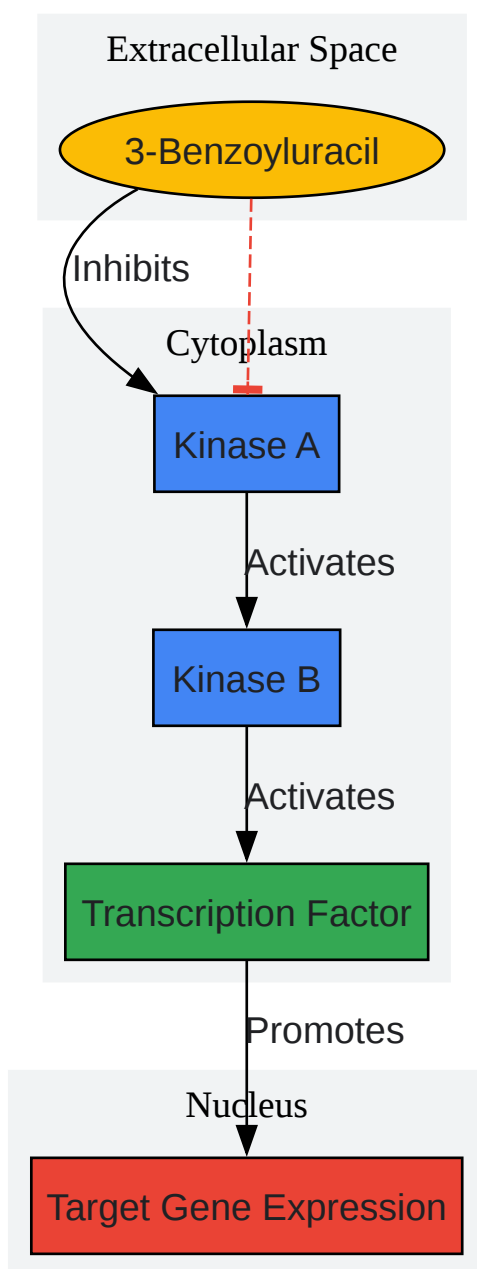 Extracellular Space
3-Benzoyluracil
Inhibits
Cytoplasm
Kinase A
Activates
Kinase B
Activates
Transcription Factor
Promotes
Nucleus
Target Gene Expression